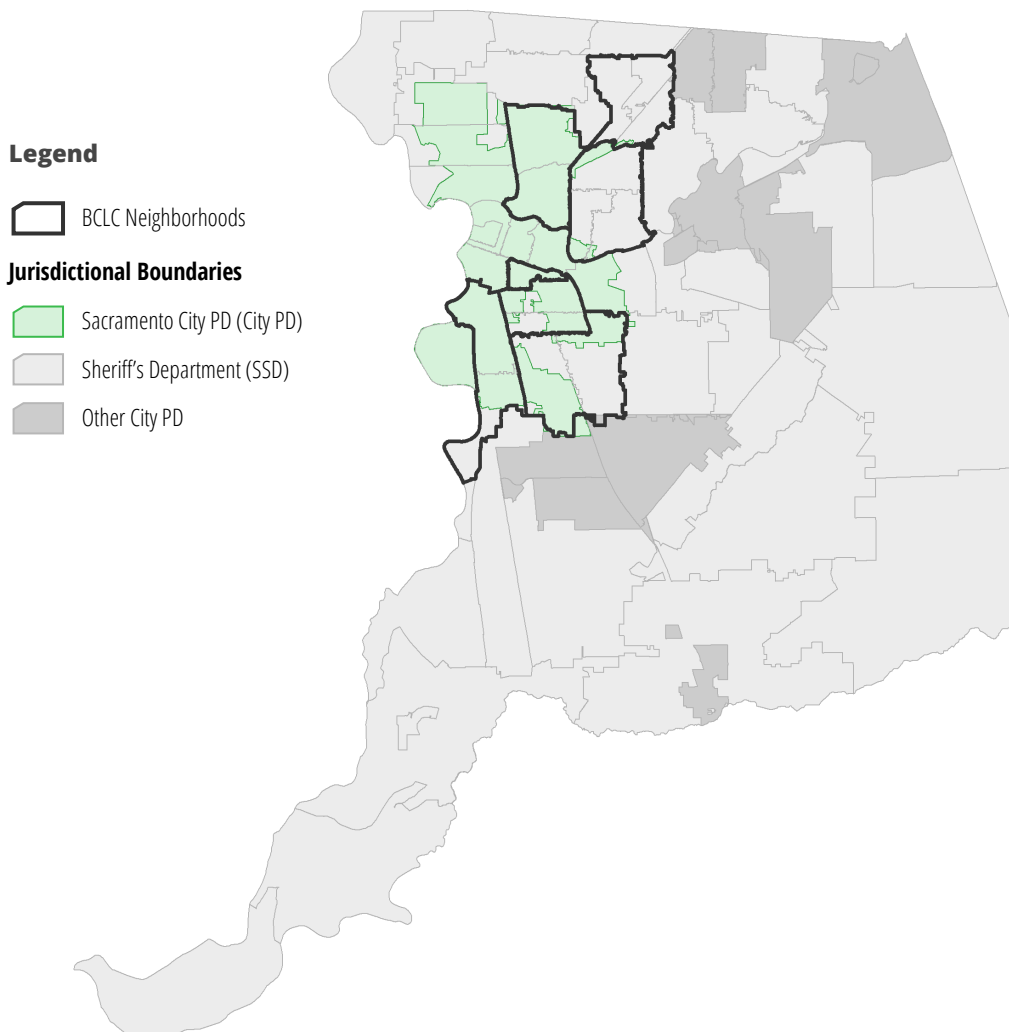 Legend
BCLC Neighborhoods
Jurisdictional Boundaries
Sacramento City PD (City PD)
Sheriff’s Department (SSD)
Other City PD